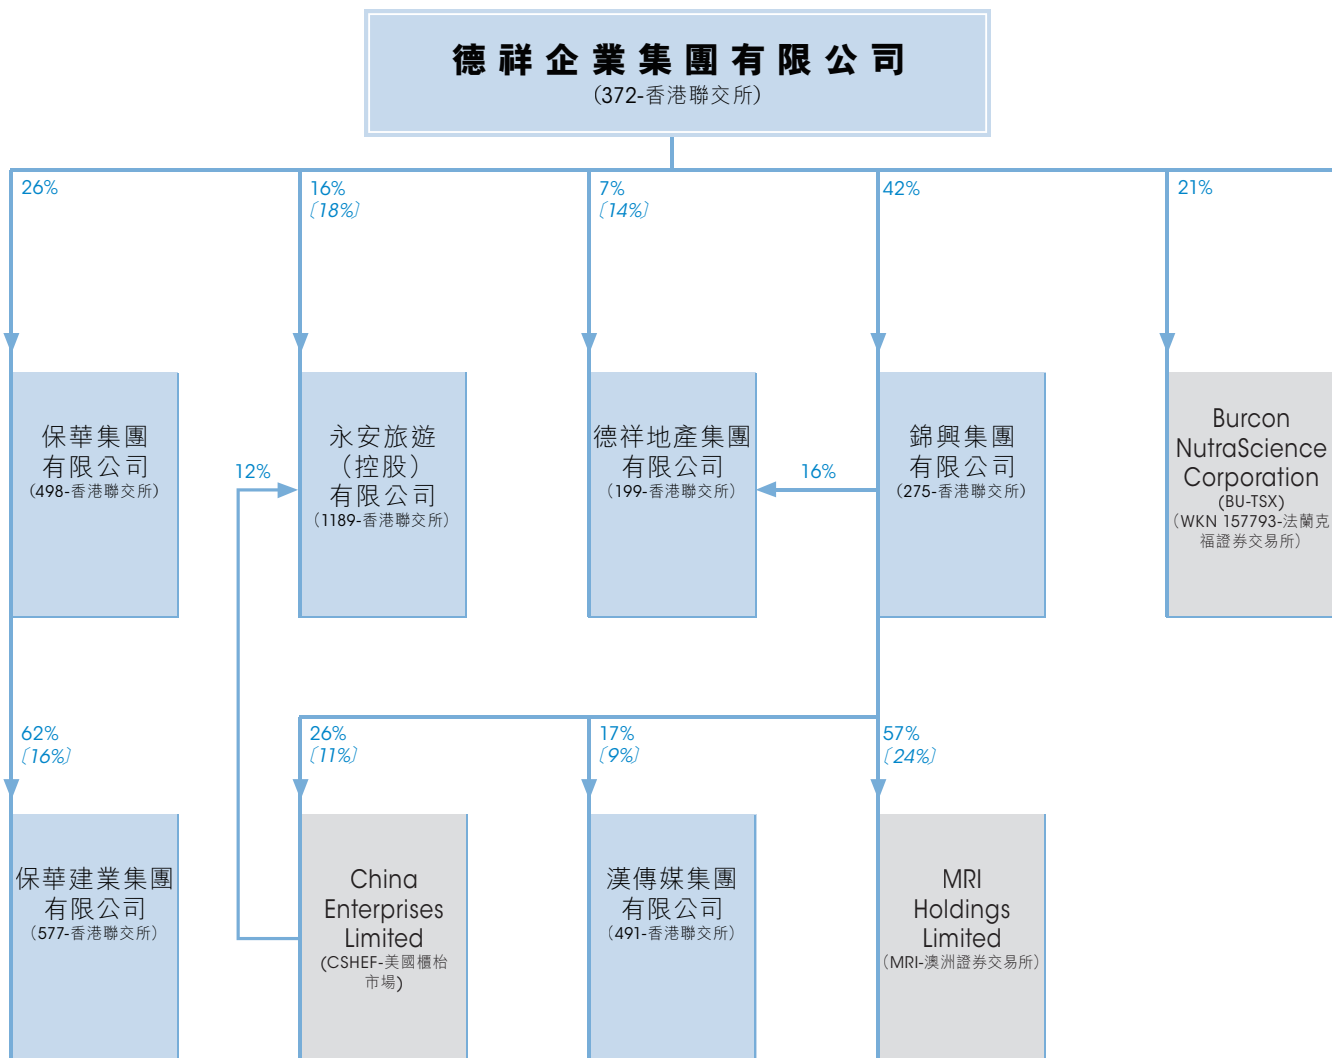 德祥企業集團有限公司
(372-香港聯交所)
26%
16%
(18%)
7%
(14%)
42%
21%
保華集團
有限公司
(498-香港聯交所)
12%
永安旅遊
(控股)
有限公司
(1189-香港聯交所)
德祥地產集團
有限公司
(199-香港聯交所)
16%
錦興集團
有限公司
(275-香港聯交所)
Burcon
NutraScience
Corporation
(BU-TSX)
(WKN 157793-法蘭克
福證券交易所)
62%
(16%)
26%
(11%)
17%
(9%)
57%
(24%)
保華建業集團
有限公司
(577-香港聯交所)
China
Enterprises
Limited
(CSHEF-美國櫃枱
市場)
漢傳媒集團
有限公司
(491-香港聯交所)
MRI
Holdings
Limited
(MRI-澳洲證券交易所)